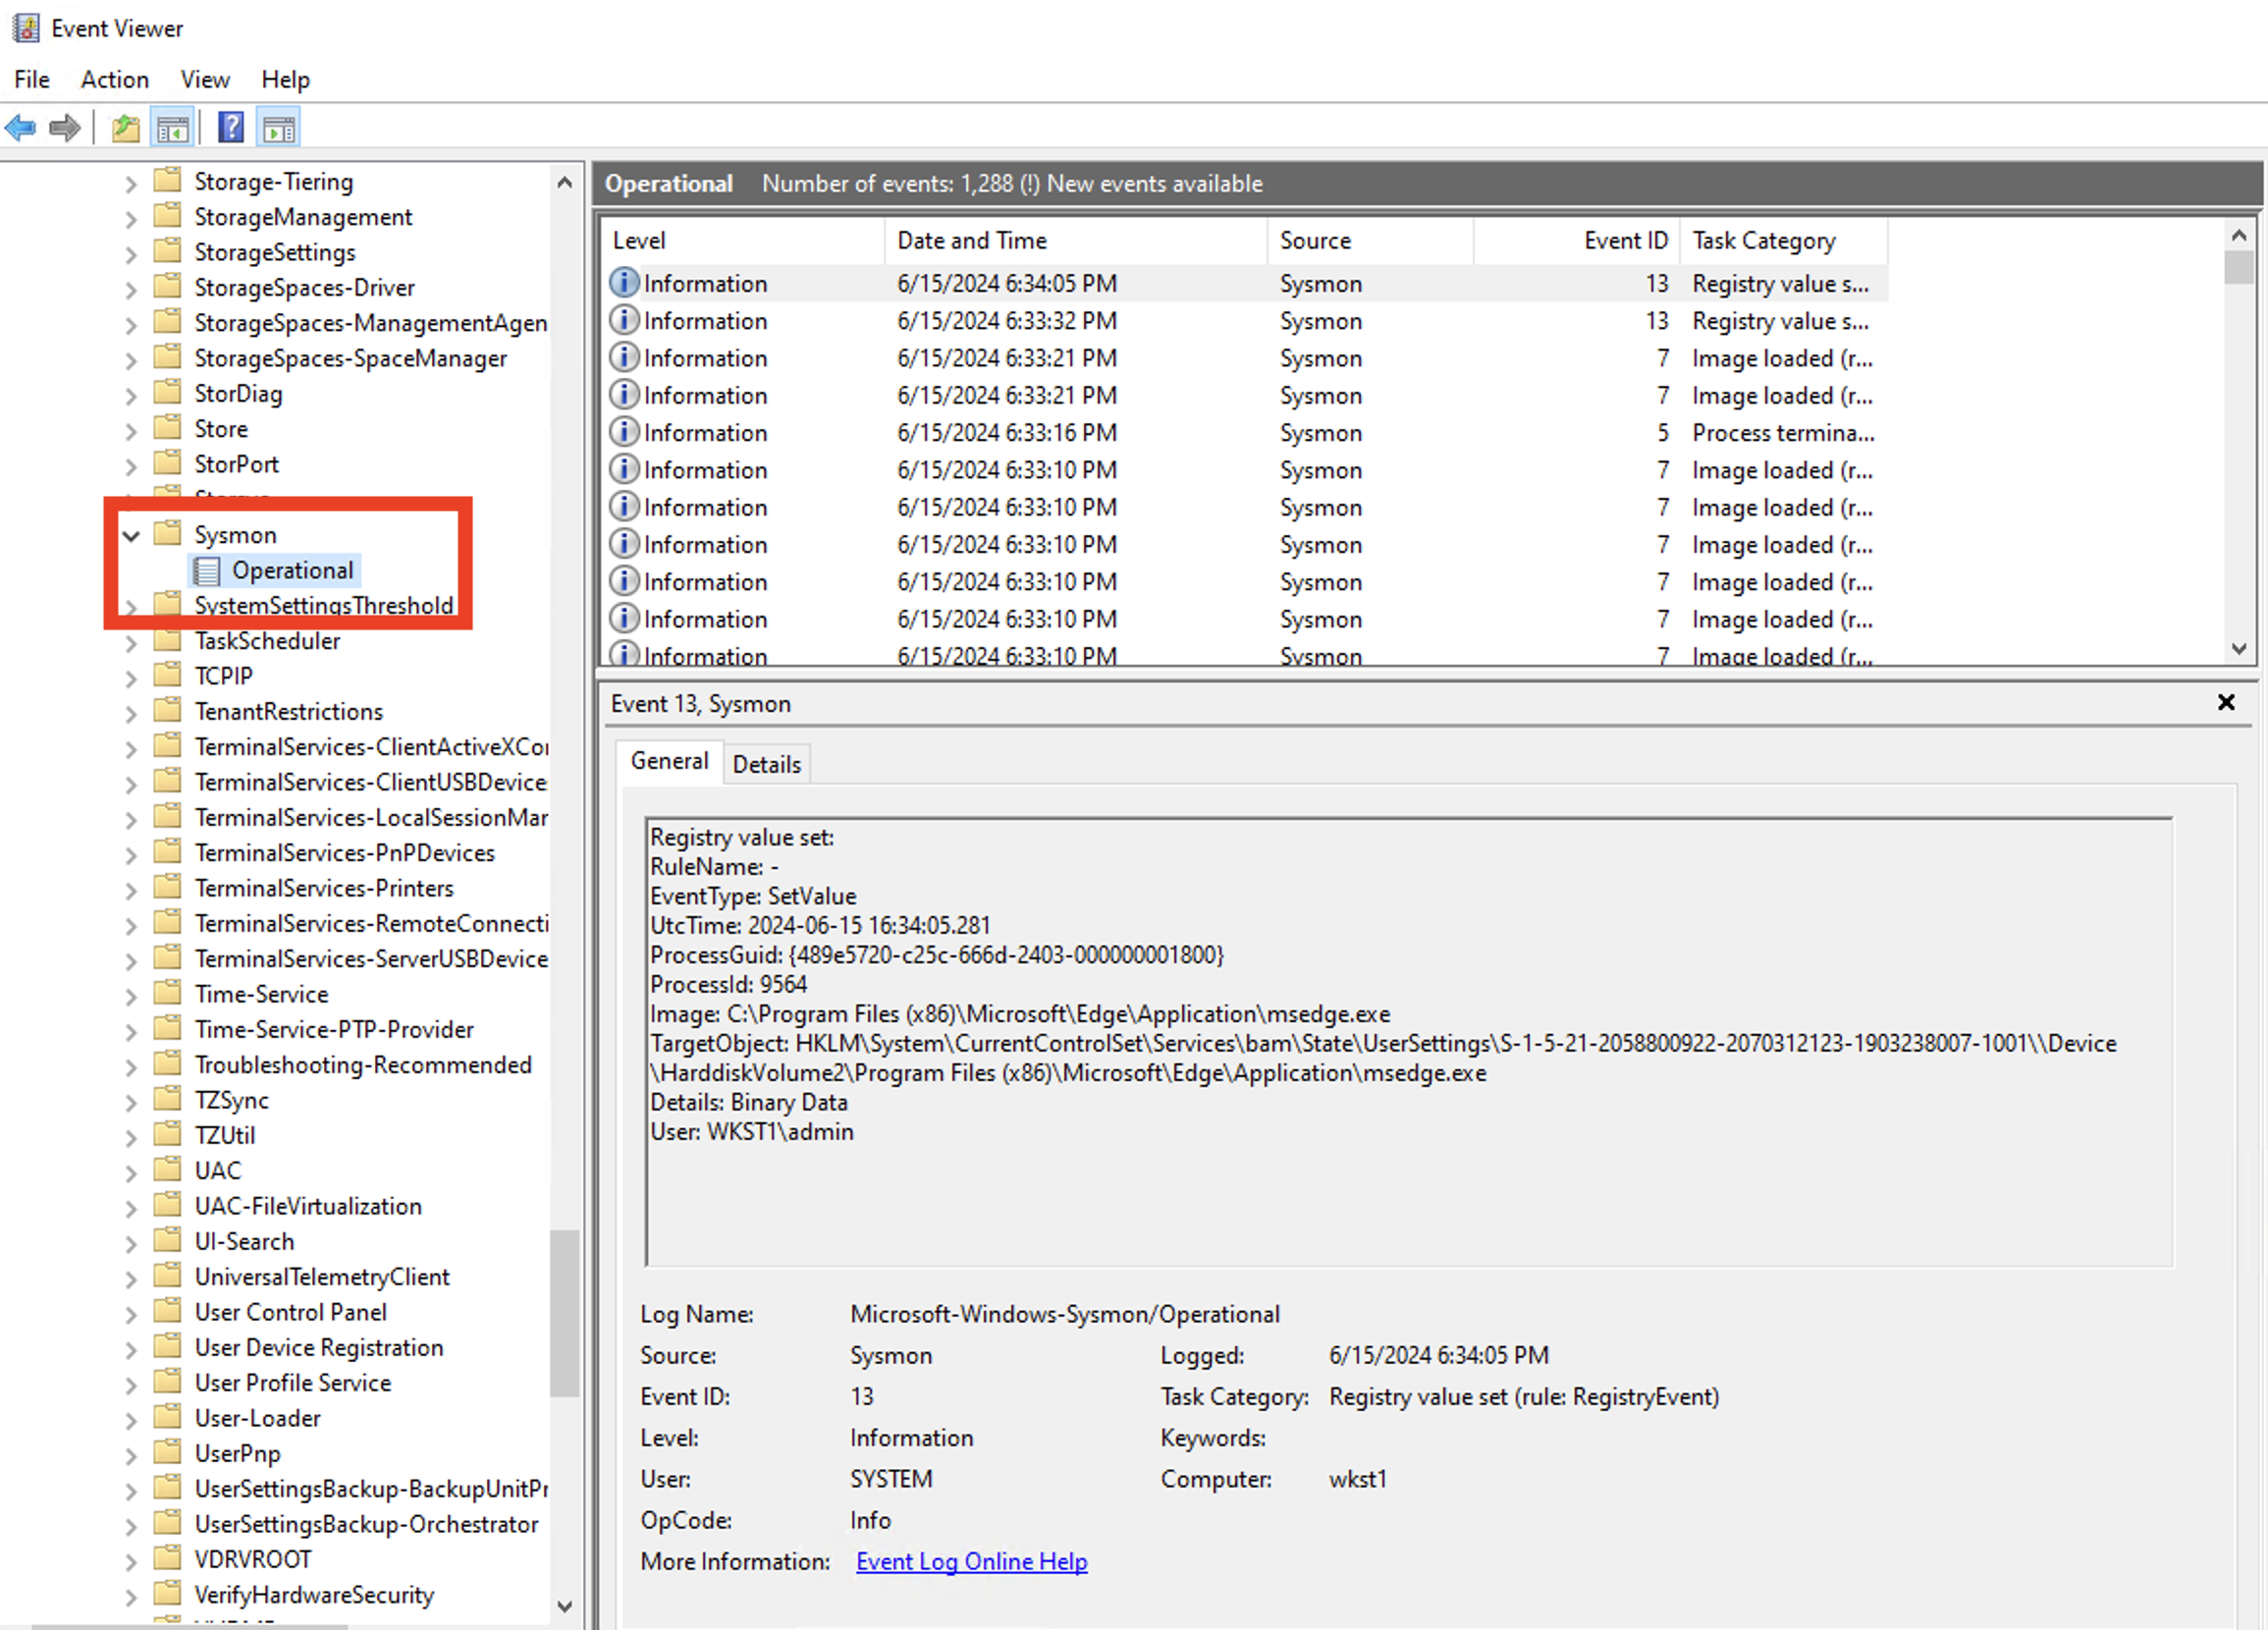 Event Viewer
File Action View Help
Storage-Tiering
StorageManagement
StorageSettings
StorageSpaces-Driver
StorageSpaces-ManagementAgen
StorageSpaces-SpaceManager
StorDiag
Store
StorPort
Sysmon
Operational
SystemSettingsThreshold
TaskScheduler
TCPIP
TenantRestrictions
TerminalServices-ClientActiveXCo
TerminalServices-ClientUSBDevice
TerminalServices-LocalSessionMar
TerminalServices-PnPDevices
TerminalServices-Printers
TerminalServices-RemoteConnecti
TerminalServices-ServerUSBDevice
Time-Service
Time-Service-PTP-Provider
Troubleshooting-Recommended
TZSync
TZUtil
UAC
UAC-FileVirtualization
UI-Search
UniversalTelemetryClient
User Control Panel
User Device Registration
User Profile Service
User-Loader
UserPnp
UserSettingsBackup-BackupUnitPr
UserSettingsBackup-Orchestrator
VDRVROOT
VerifyHardwareSecurity
Operational Number of events: 1,288 (!) New events available
Level Date and Time Source Event ID Task Category
Information 6/15/2024 6:34:05 PM Sysmon 13 Registry value s...
Information 6/15/2024 6:33:32 PM Sysmon 13 Registry value s...
Information 6/15/2024 6:33:21 PM Sysmon 7 Image loaded (r...
Information 6/15/2024 6:33:21 PM Sysmon 7 Image loaded (r...
Information 6/15/2024 6:33:16 PM Sysmon 5 Process termina...
Information 6/15/2024 6:33:10 PM Sysmon 7 Image loaded (r...
Information 6/15/2024 6:33:10 PM Sysmon 7 Image loaded (r...
Information 6/15/2024 6:33:10 PM Sysmon 7 Image loaded (r...
Information 6/15/2024 6:33:10 PM Sysmon 7 Image loaded (r...
Information 6/15/2024 6:33:10 PM Sysmon 7 Image loaded (r...
Information 6/15/2024 6:33:10 PM Sysmon 7 Image loaded (r...
Event 13, Sysmon
General Details
Registry value set:
RuleName: -
EventType: SetValue
UtcTime: 2024-06-15 16:34:05.281
ProcessGuid: {489e5720-c25c-666d-2403-000000001800}
ProcessId: 9564
Image: C:\Program Files (x86)\Microsoft\Edge\Application\msedge.exe
TargetObject: HKLM\System\CurrentControlSet\Services\bam\State\UserSettings\S-1-5-21-2058800922-2070312123-1903238007-1001\\Device
\HarddiskVolume2\Program Files (x86)\Microsoft\Edge\Application\msedge.exe
Details: Binary Data
User: WKST1\admin
Log Name: Microsoft-Windows-Sysmon/Operational
Source: Sysmon Logged: 6/15/2024 6:34:05 PM
Event ID: 13 Task Category: Registry value set (rule: RegistryEvent)
Level: Information Keywords:
User: SYSTEM Computer: wkst1
OpCode: Info
More Information: Event Log Online Help